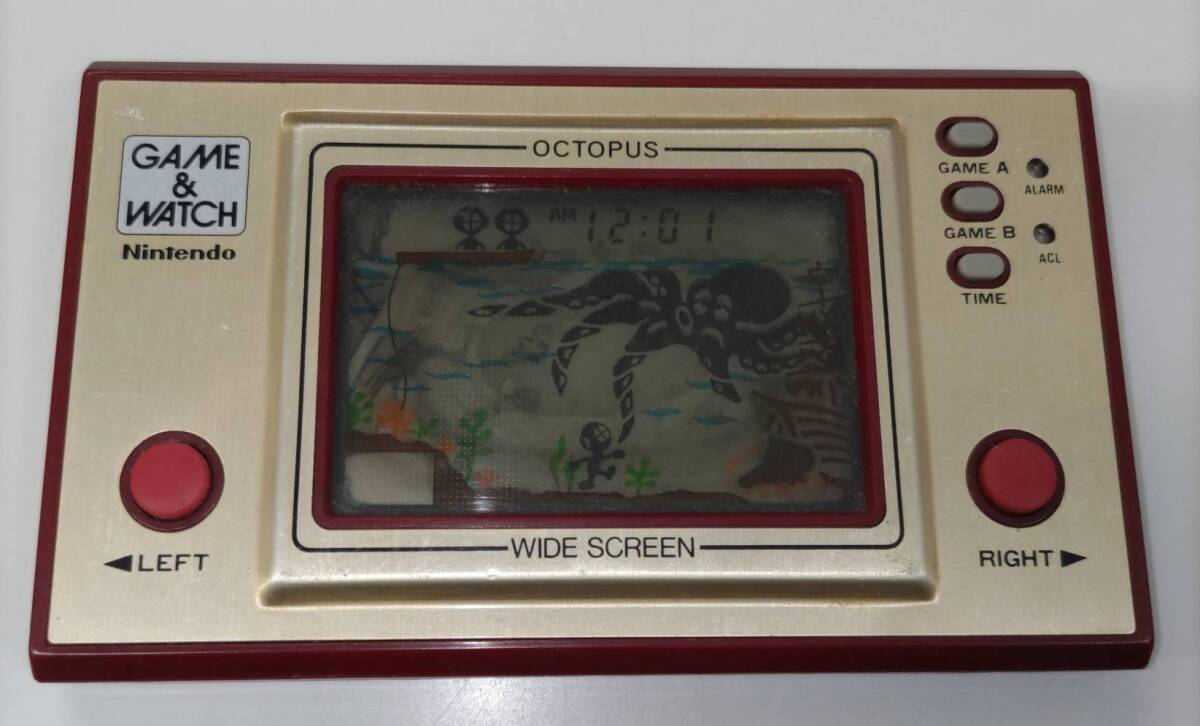 GAME
&
WATCH
Nintendo
OCTOPUS
AM 12:01
GAME A
ALARM
GAME B
ACL
TIME
◀LEFT
WIDE SCREEN
RIGHT▶